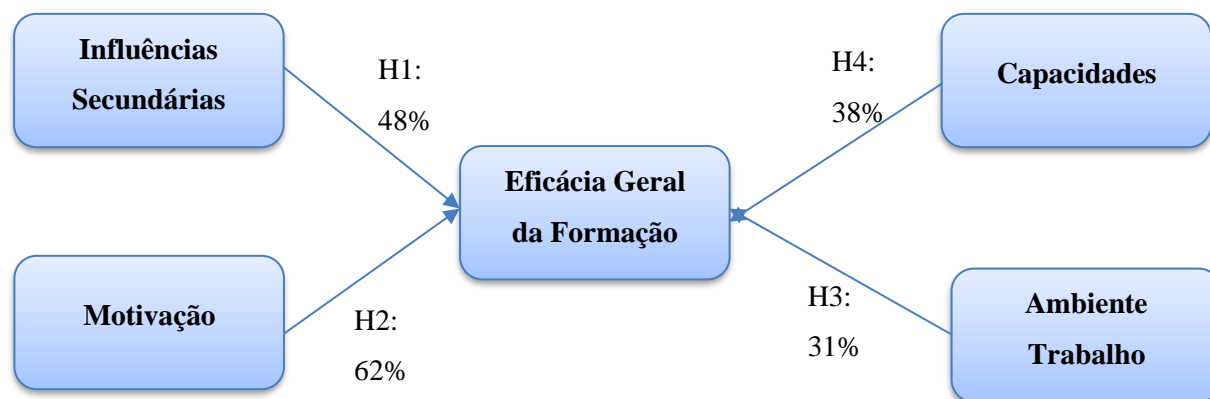 Influências
Secundárias
H1:
48%
H4:
38%
Capacidades
Eficácia Geral
da Formação
Motivação
H2:
62%
H3:
31%
Ambiente
Trabalho